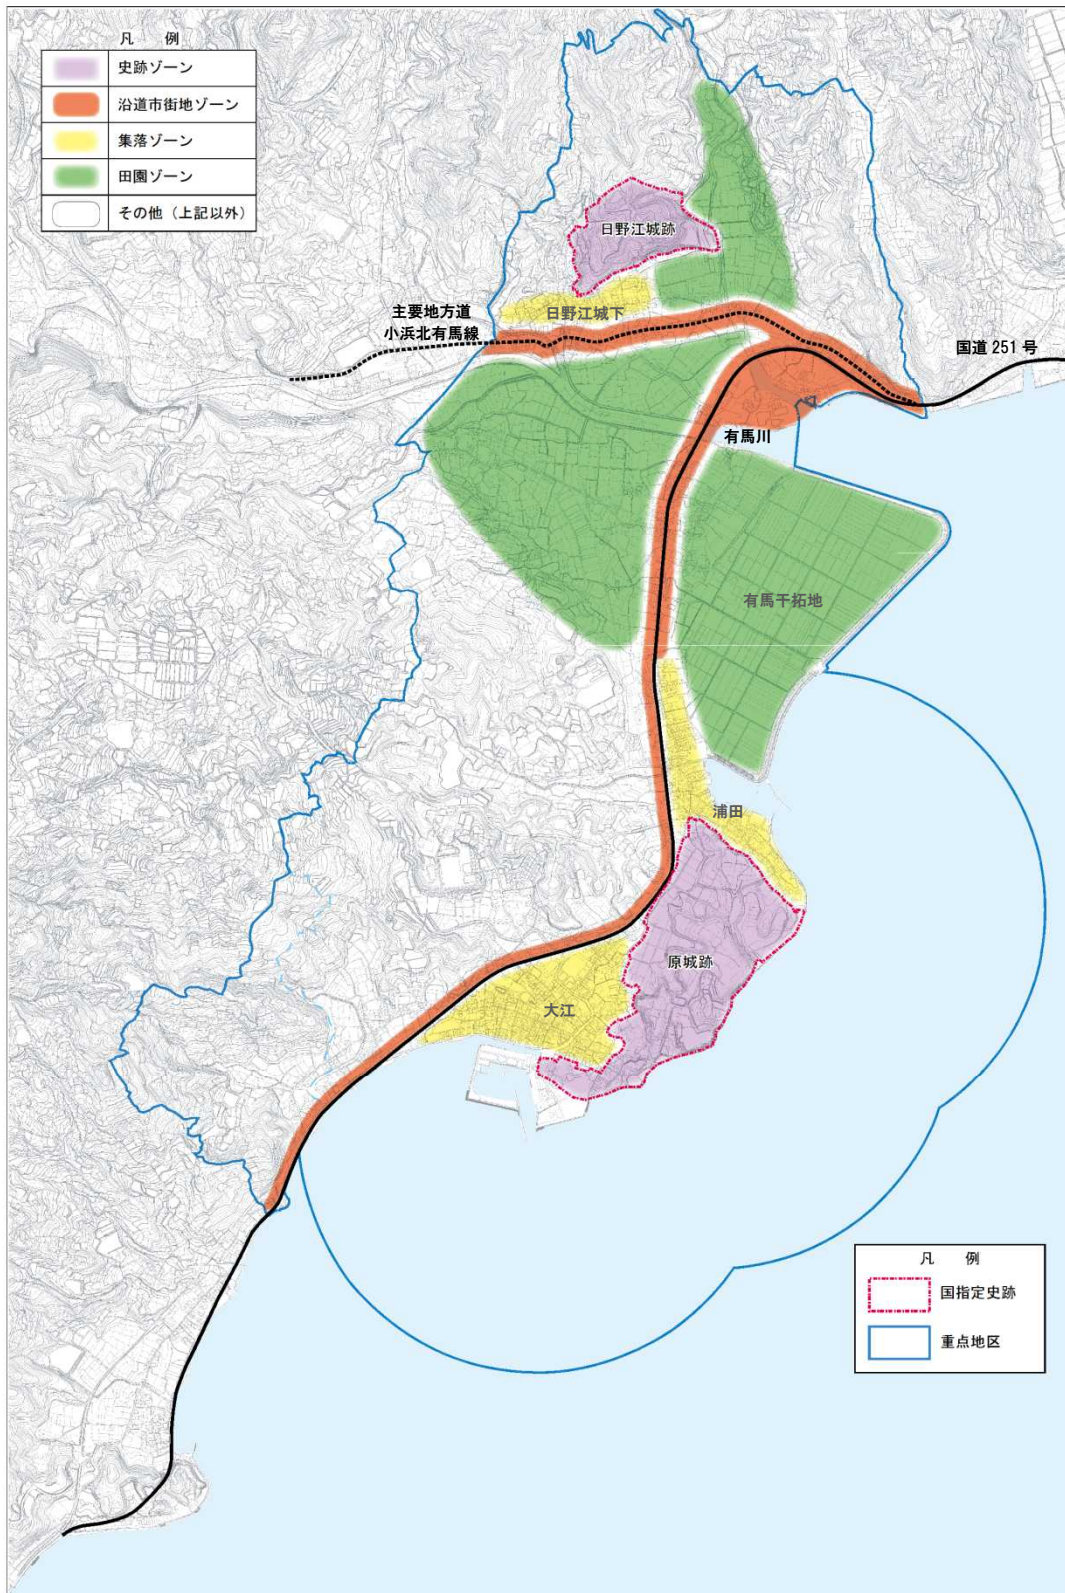 凡 例
史跡ゾーン
沿道市街地ゾーン
集落ゾーン
田園ゾーン
その他（上記以外）
日野江城跡
日野江城下
主要地方道
小浜北有馬線
国道 251 号
有馬川
有馬干拓地
浦田
原城跡
大江
凡 例
国指定史跡
重点地区